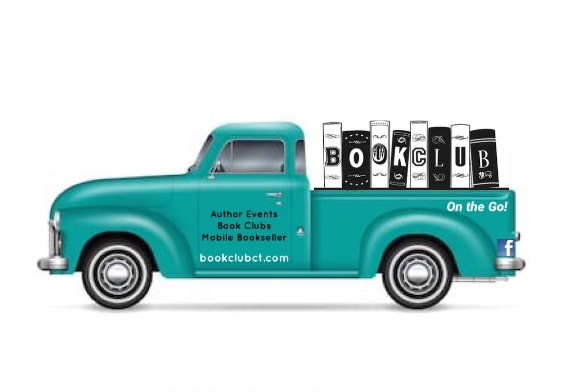 BOOKCLUB
On the Go!
Author Events
Book Clubs
Mobile Bookseller
bookclubct.com
f